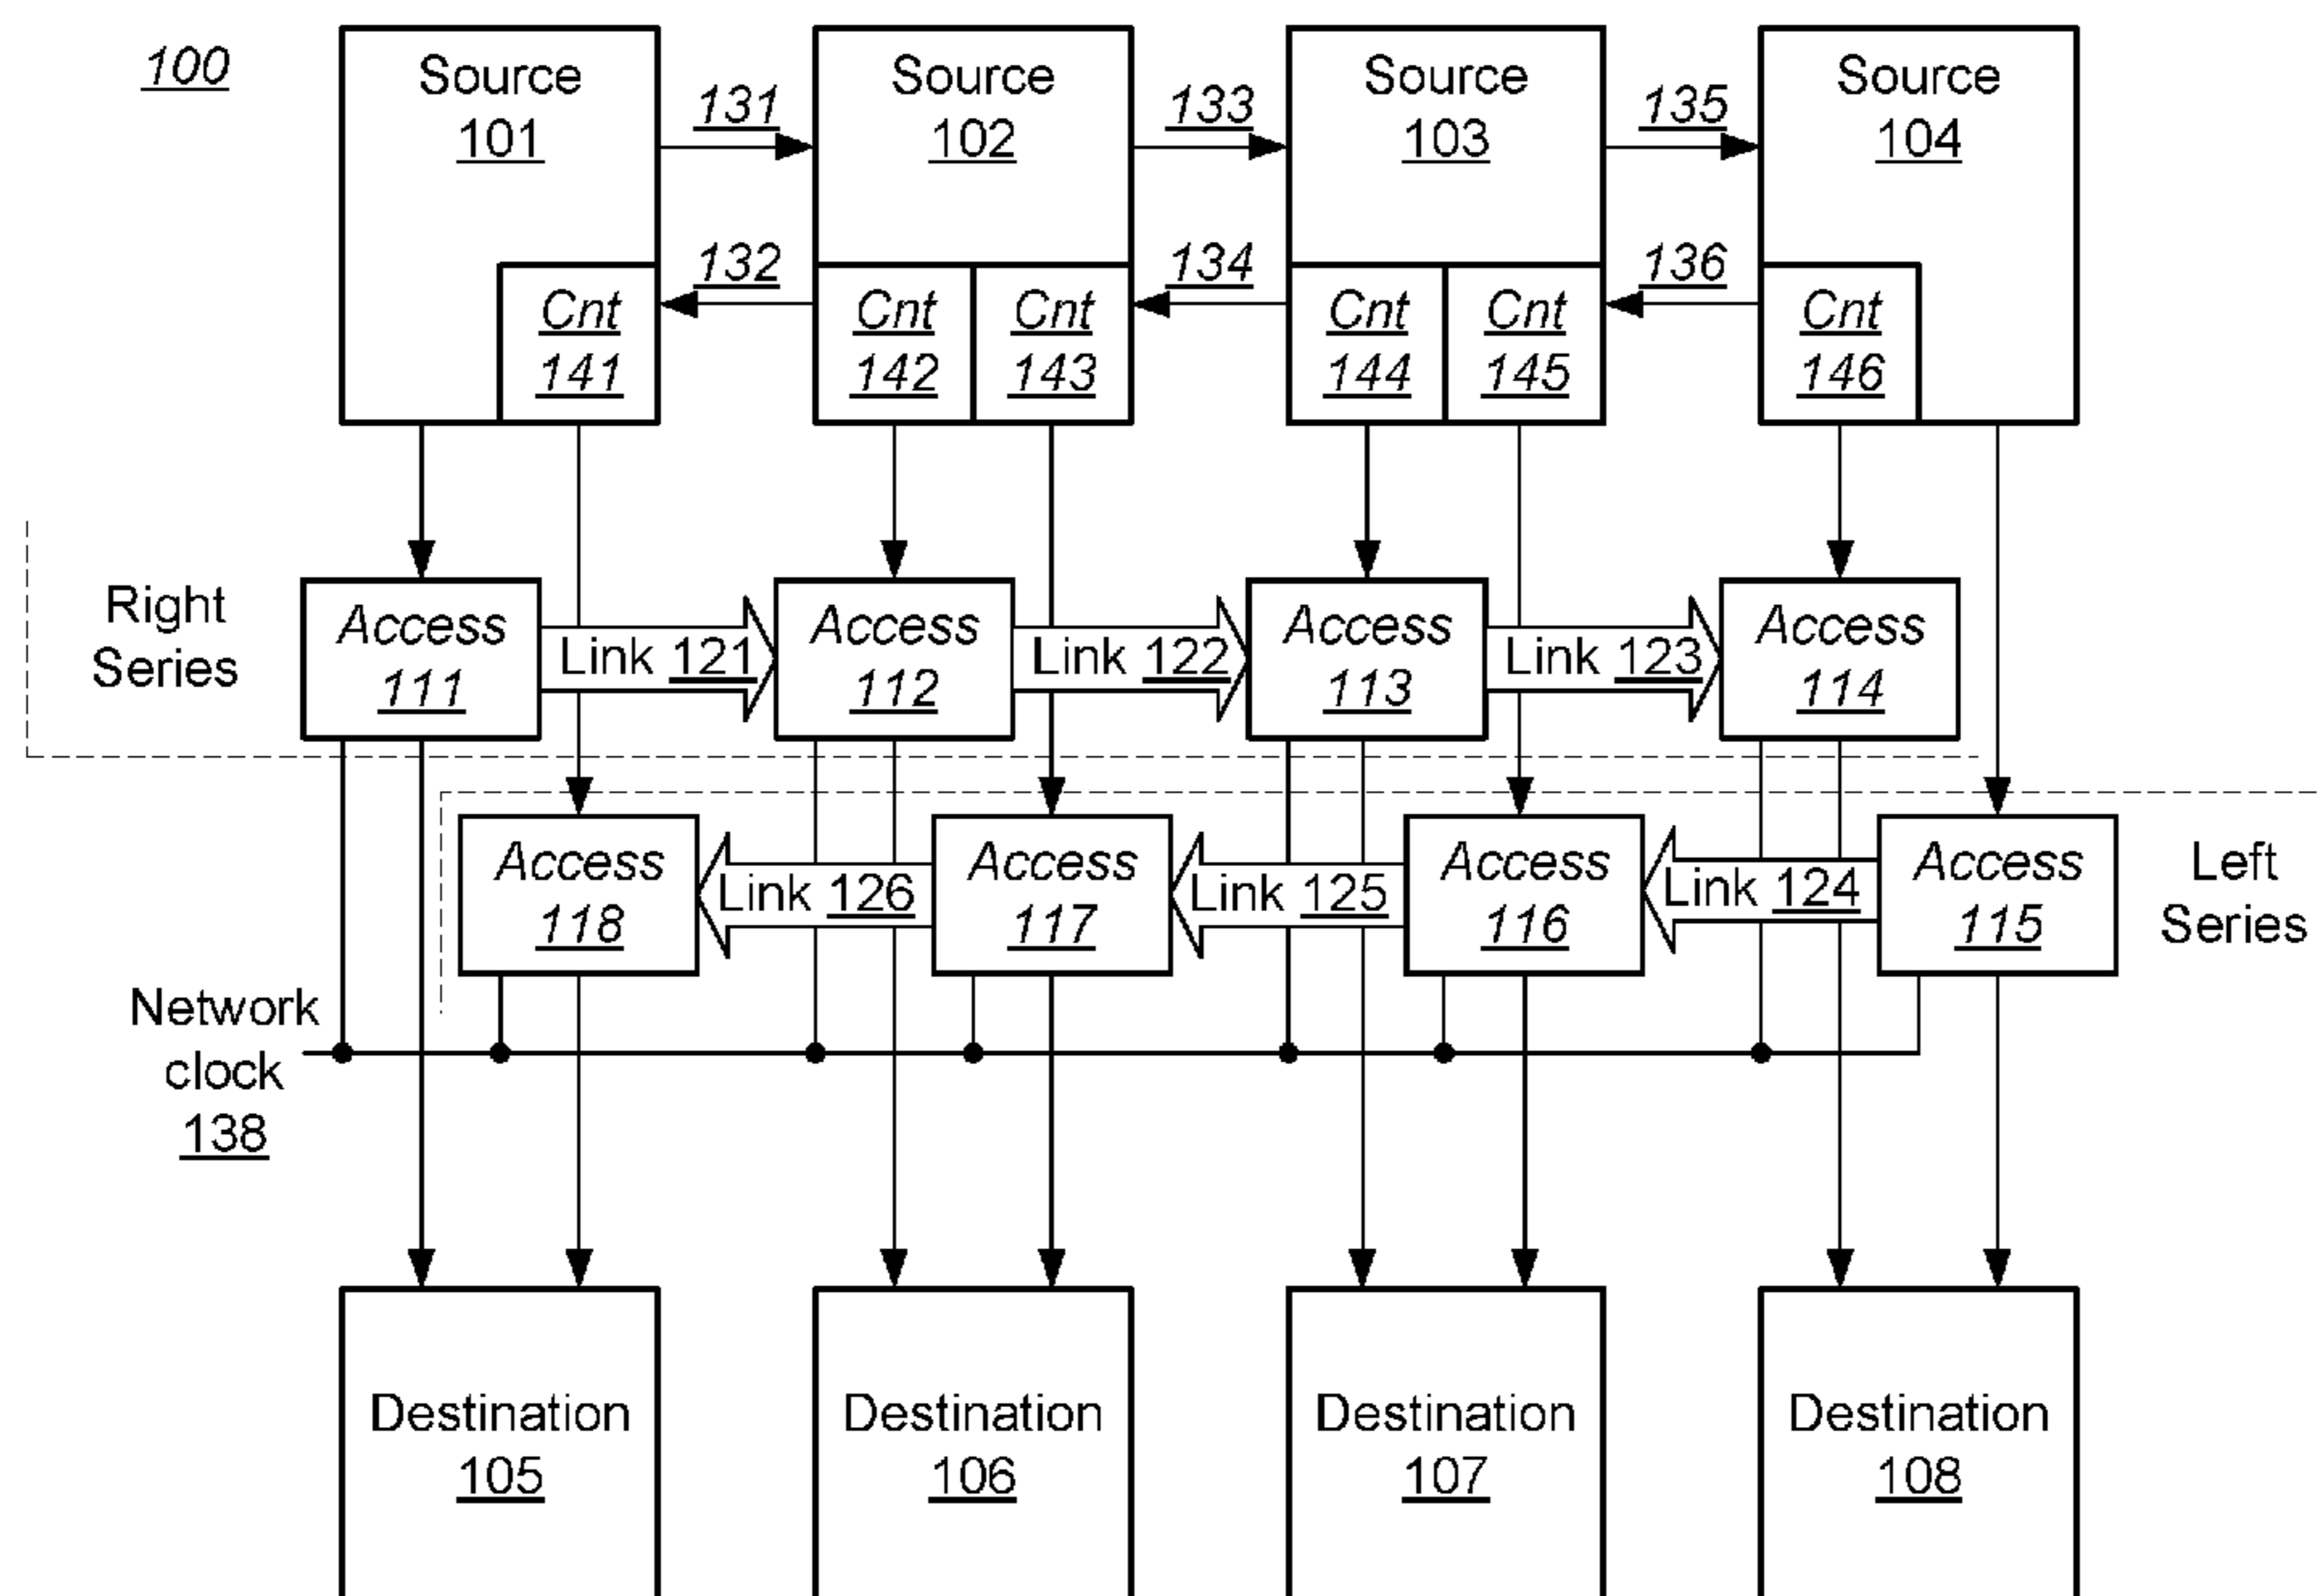 100
Source
101
131
Source
102
133
Source
103
135
Source
104
132
134
136
Cnt
141
Cnt
142
Cnt
143
Cnt
144
Cnt
145
Cnt
146
Right
Series
Access
111
Link 121
Access
112
Link 122
Access
113
Link 123
Access
114
Access
118
Link 126
Access
117
Link 125
Access
116
Link 124
Access
115
Left
Series
Network
clock
138
Destination
105
Destination
106
Destination
107
Destination
108